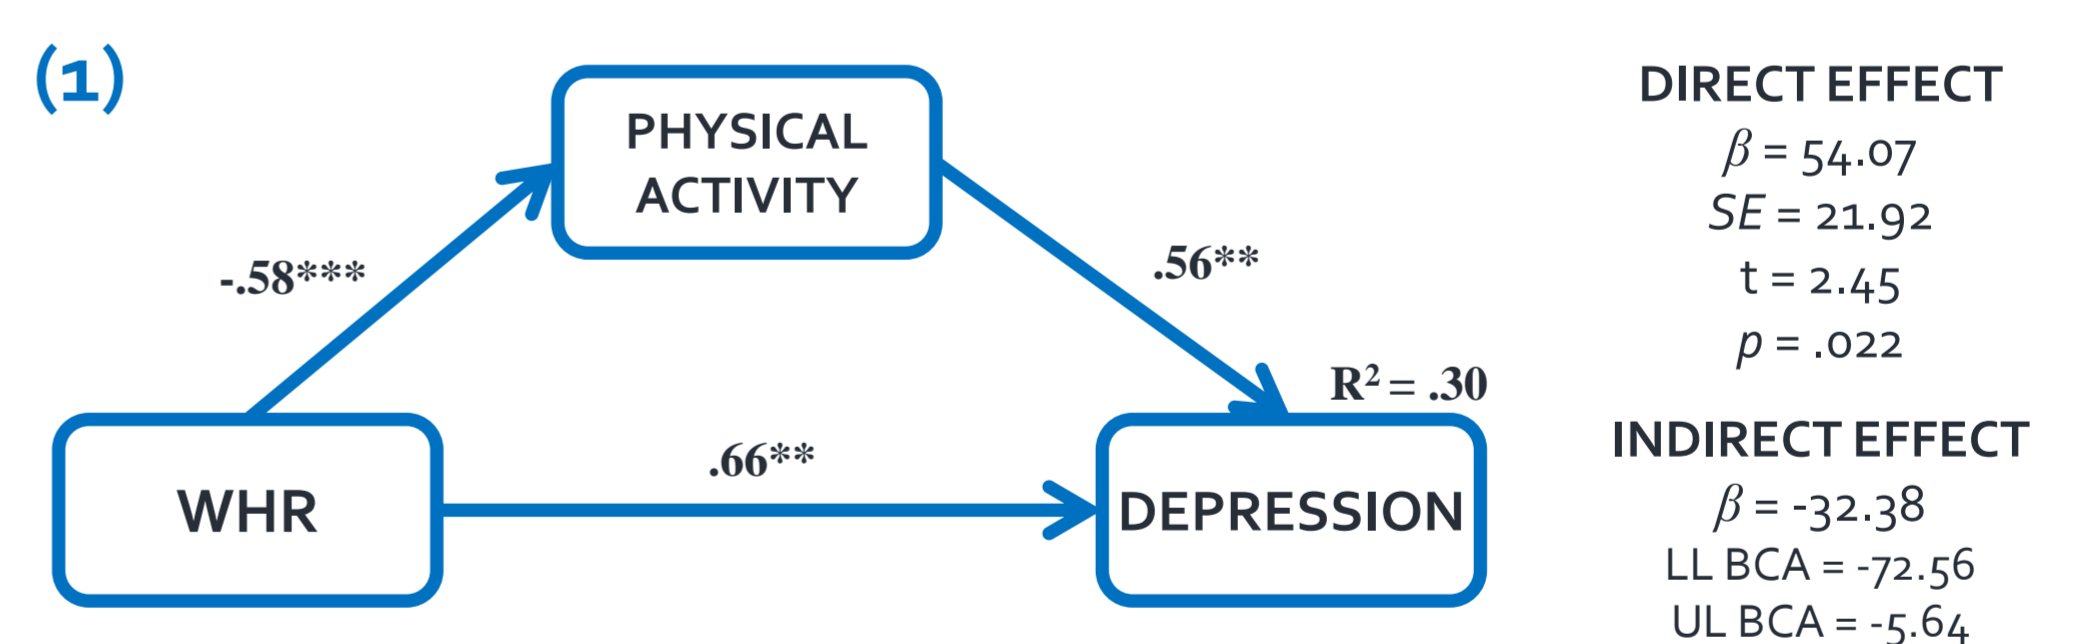 (1)
PHYSICAL
ACTIVITY
-.58***
.56**
R² = .30
WHR
.66**
DEPRESSION
DIRECT EFFECT
β = 54.07
SE = 21.92
t = 2.45
p = .022
INDIRECT EFFECT
β = -32.38
LL BCA = -72.56
UL BCA = -5.64